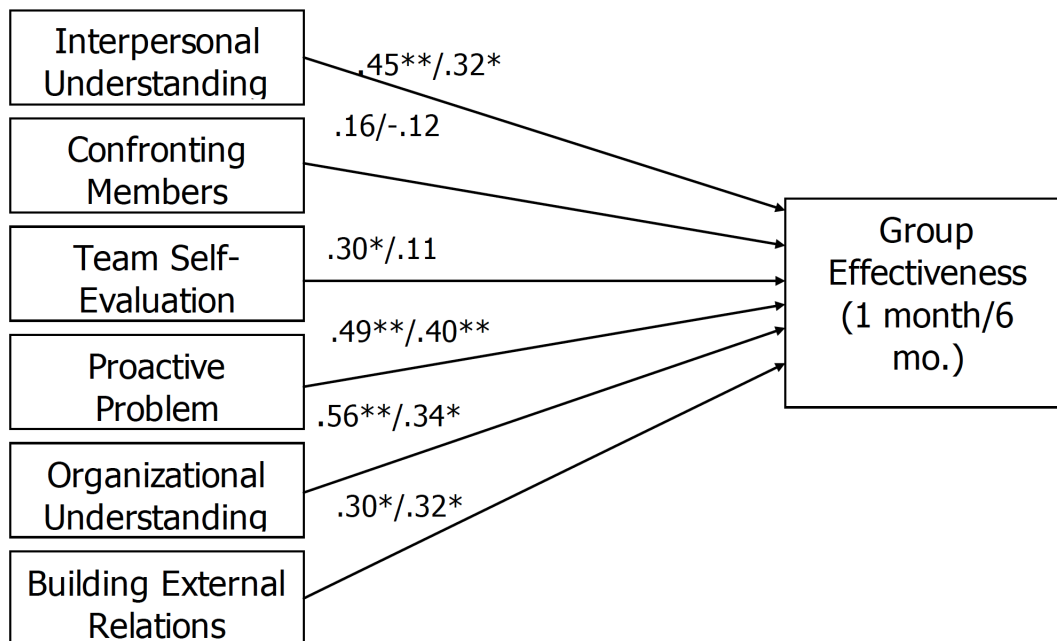 Interpersonal
Understanding
.45**/.32*
Confronting
Members
.16/-.12
Team Self-
Evaluation
.30*/.11
Proactive
Problem
.49**/.40**
Organizational
Understanding
.56**/.34*
Building External
Relations
.30*/.32*
Group
Effectiveness
(1 month/6
mo.)